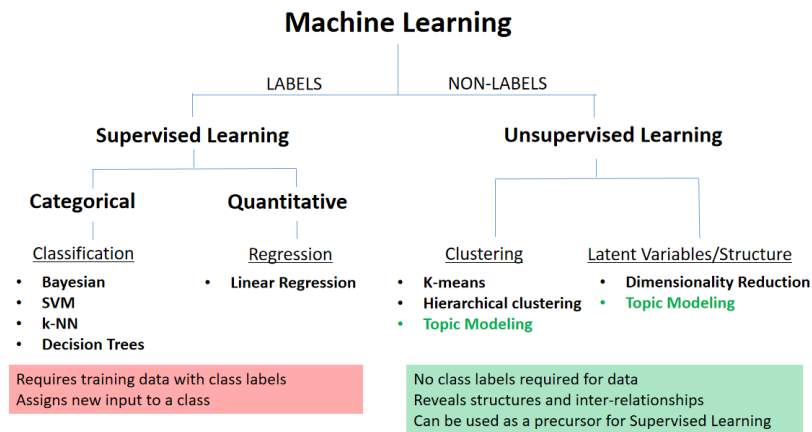 Machine Learning
LABELS
NON-LABELS
Supervised Learning
Unsupervised Learning
Categorical
Quantitative
Classification
• Bayesian
• SVM
• k-NN
• Decision Trees
Regression
• Linear Regression
Clustering
• K-means
• Hierarchical clustering
• Topic Modeling
Latent Variables/Structure
• Dimensionality Reduction
• Topic Modeling
Requires training data with class labels
Assigns new input to a class
No class labels required for data
Reveals structures and inter-relationships
Can be used as a precursor for Supervised Learning